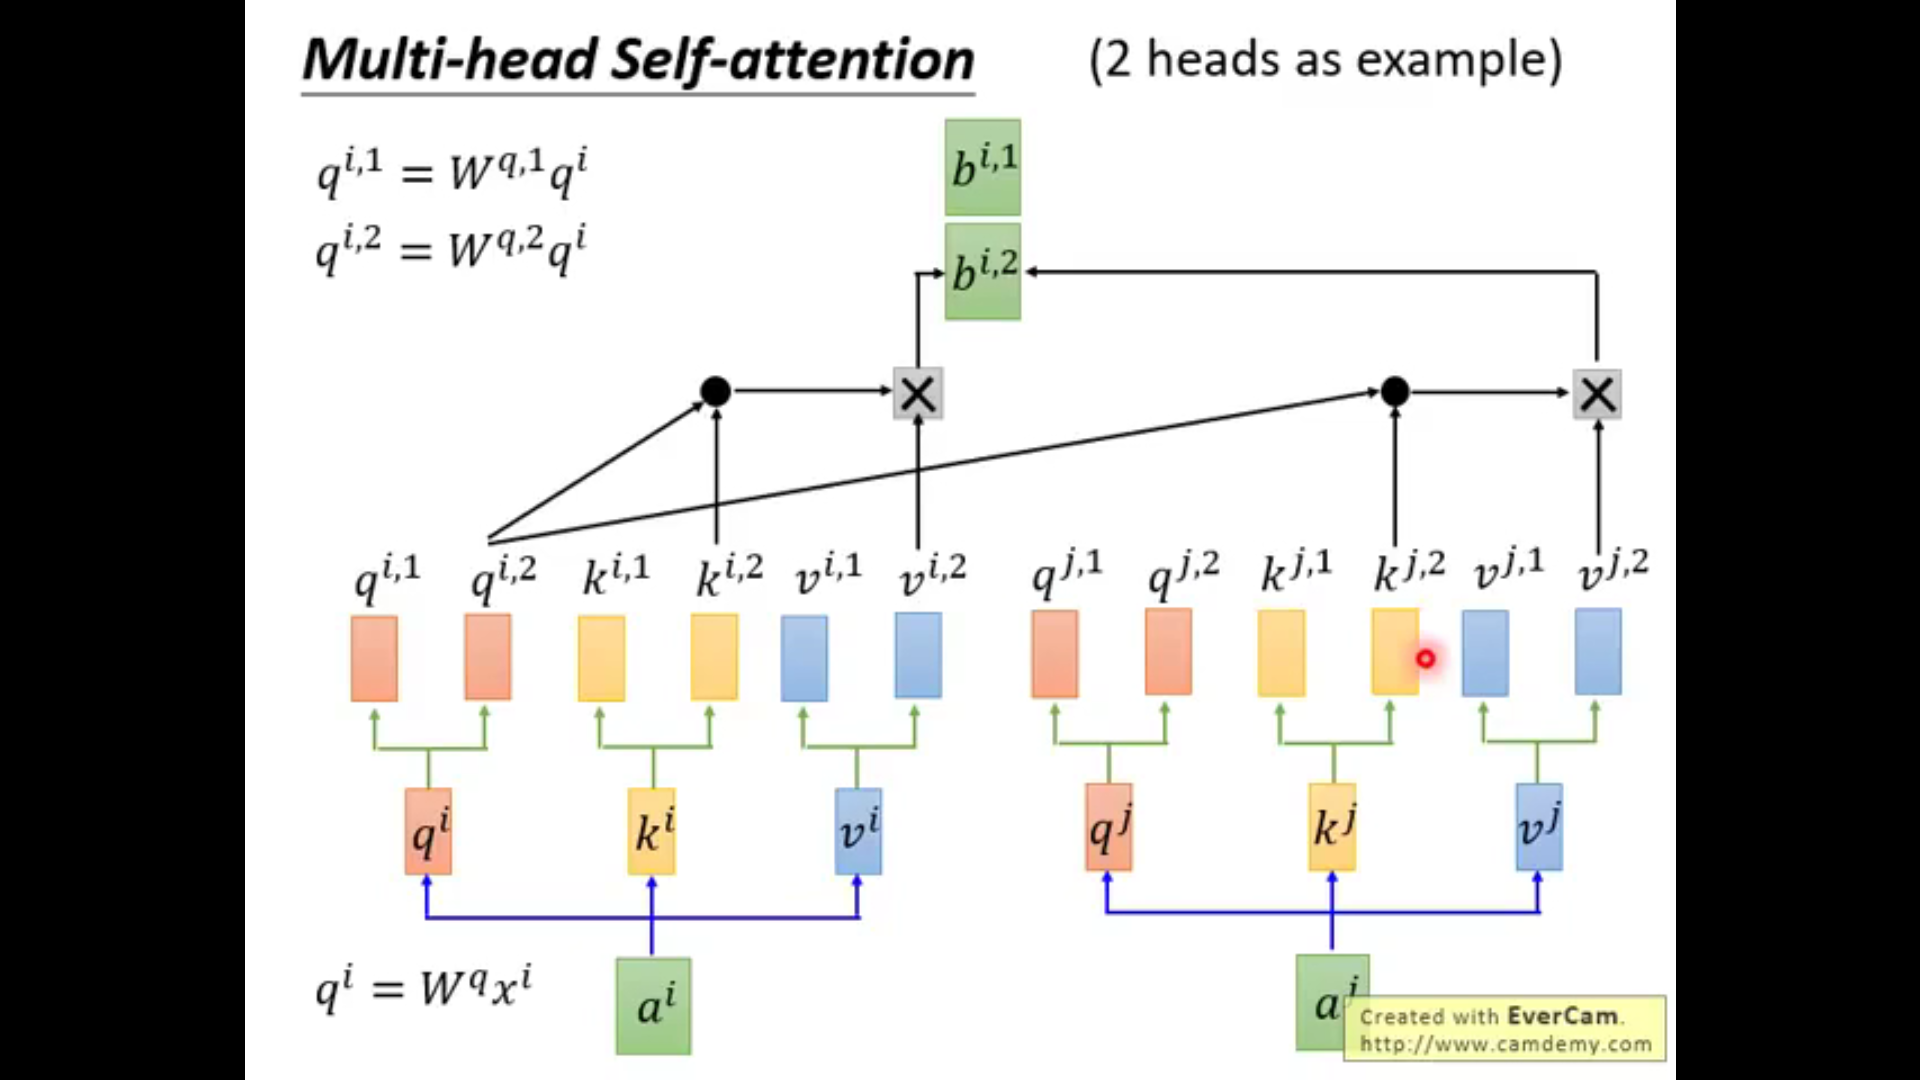 Multi-head Self-attention (2 heads as example)
q^{i,1} = W^{q,1}q^i
q^{i,2} = W^{q,2}q^i
b^{i,1}
b^{i,2}
q^{i,1} q^{i,2} k^{i,1} k^{i,2} v^{i,1} v^{i,2} q^{j,1} q^{j,2} k^{j,1} k^{j,2} v^{j,1} v^{j,2}
q^i k^i v^i q^j k^j v^j
q^i = W^q x^i
a^i a^j
Created with EverCam.
http://www.camdemy.com